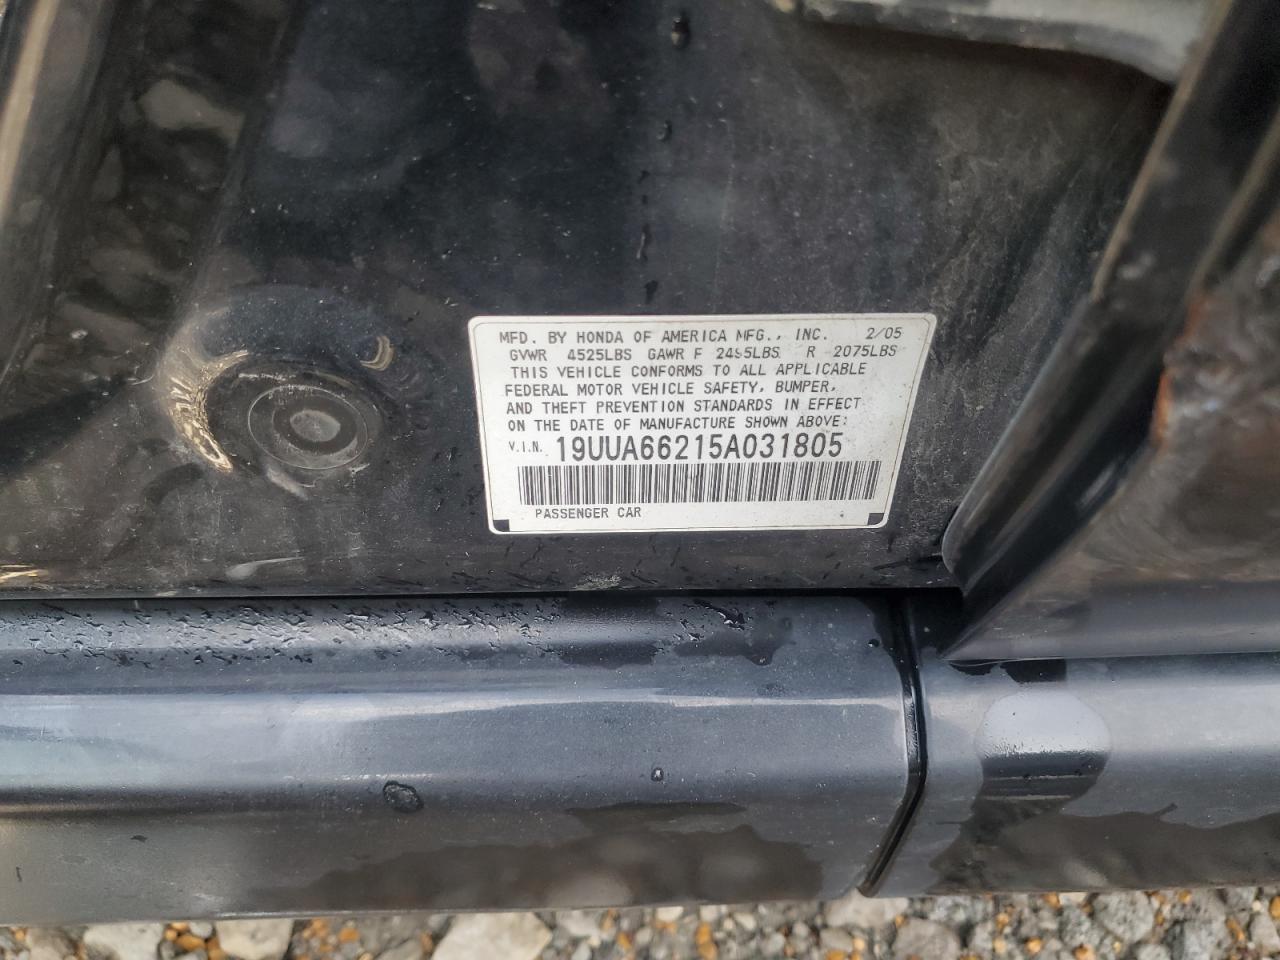 MFD. BY HONDA OF AMERICA MFG., INC. 2/05
GVWR 4525LBS GAWR F 2495LBS R 2075LBS
THIS VEHICLE CONFORMS TO ALL APPLICABLE
FEDERAL MOTOR VEHICLE SAFETY, BUMPER,
AND THEFT PREVENTION STANDARDS IN EFFECT
ON THE DATE OF MANUFACTURE SHOWN ABOVE:
V.I.N. 19UUA66215A031805
PASSENGER CAR